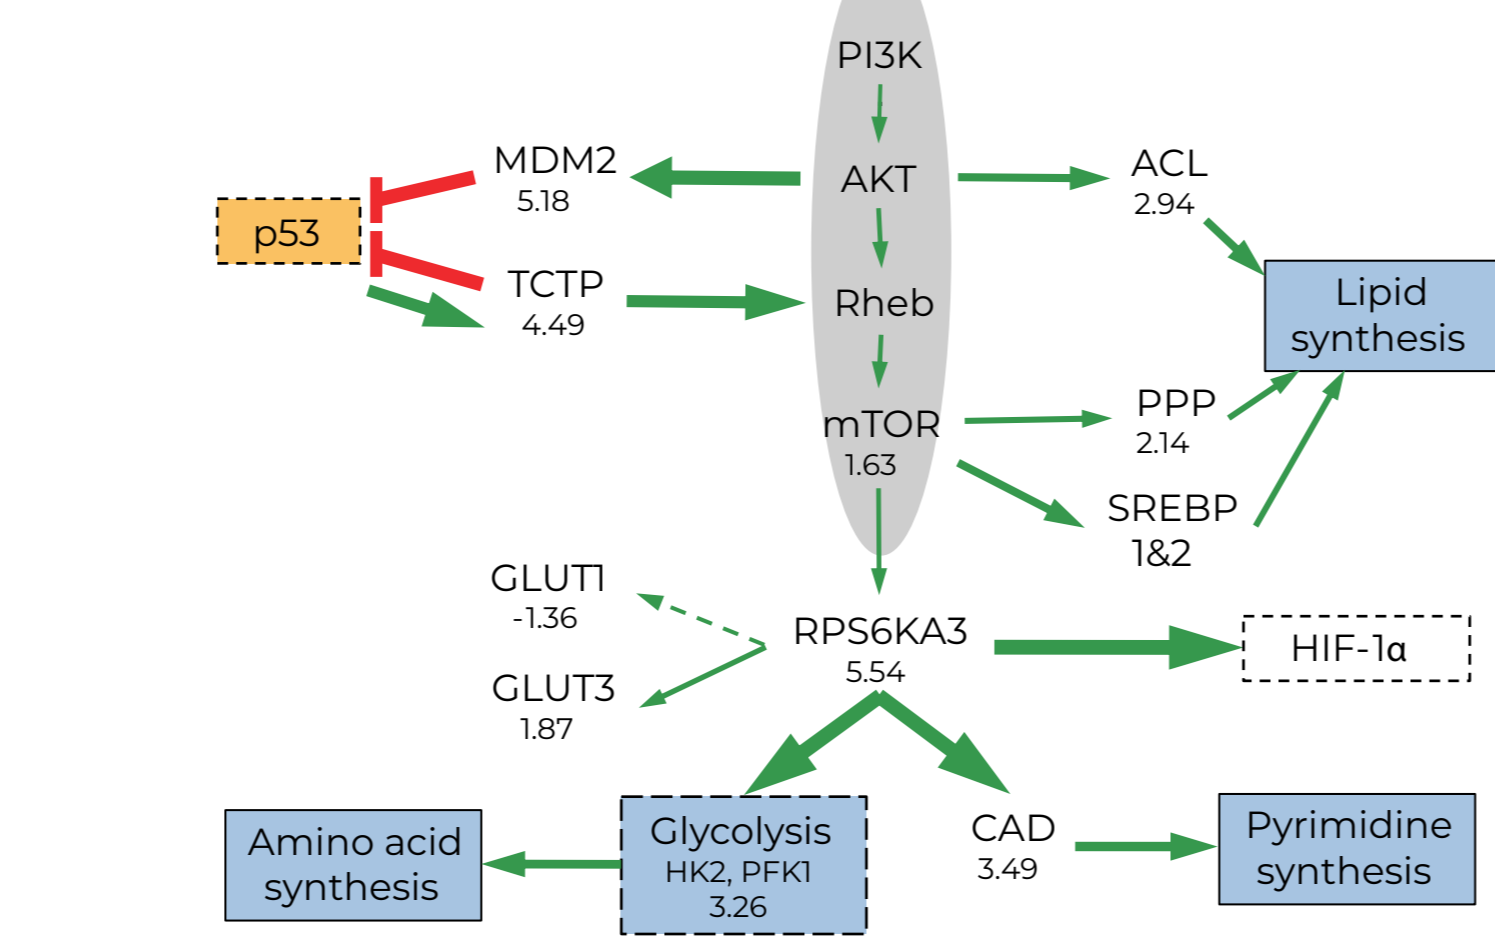 PI3K
MDM2
5.18
AKT
ACL
2.94
p53
TCTP
4.49
Rheb
Lipid
synthesis
mTOR
1.63
PPP
2.14
SREBP
1&2
GLUT1
-1.36
RPS6KA3
5.54
HIF-1α
GLUT3
1.87
Amino acid
synthesis
Glycolysis
HK2, PFK1
3.26
CAD
3.49
Pyrimidine
synthesis